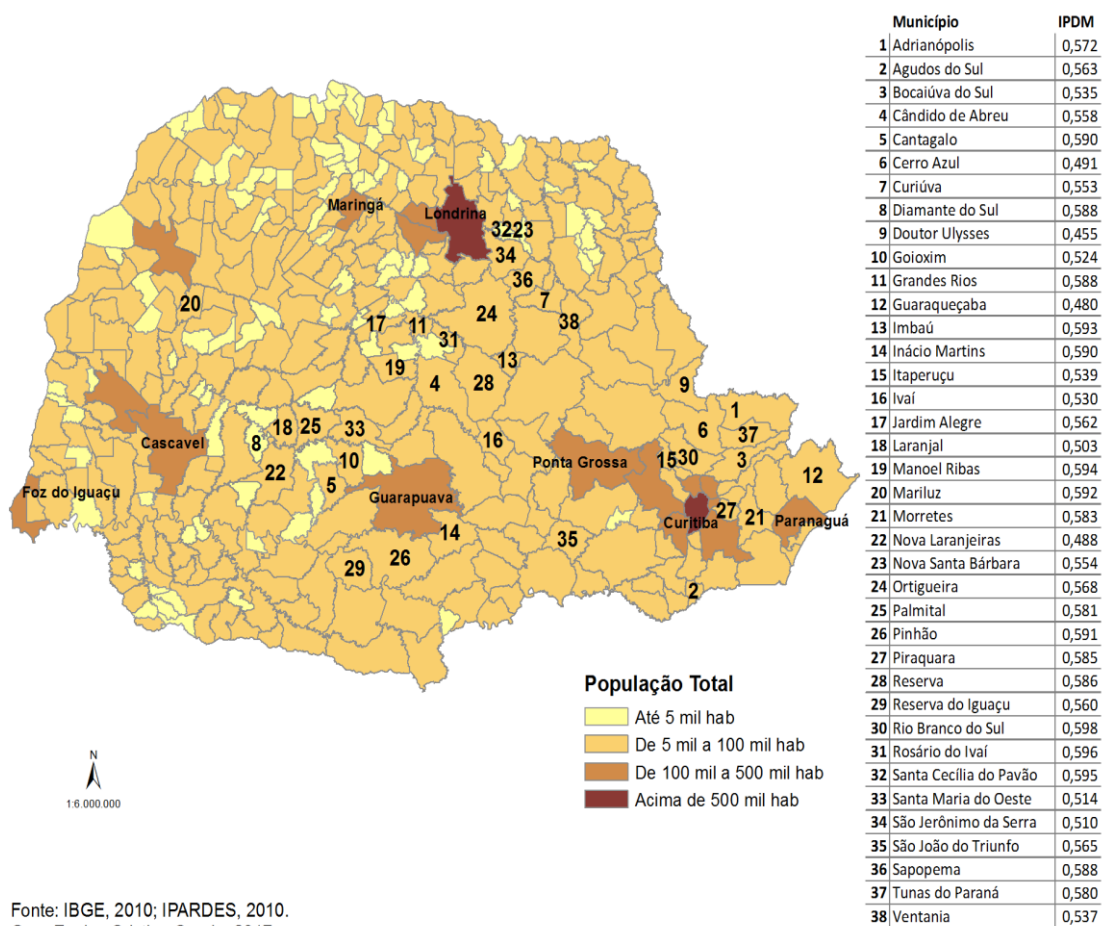 Município IPDM
1 Adrianópolis 0,572
2 Agudos do Sul 0,563
3 Bocaiúva do Sul 0,535
4 Cândido de Abreu 0,558
5 Cantagalo 0,590
6 Cerro Azul 0,491
7 Curiúva 0,553
8 Diamante do Sul 0,588
9 Doutor Ulysses 0,455
10 Goioxim 0,524
11 Grandes Rios 0,588
12 Guaraqueçaba 0,480
13 Imbaú 0,593
14 Inácio Martins 0,590
15 Itaperuçu 0,539
16 Ivaí 0,530
17 Jardim Alegre 0,562
18 Laranjal 0,503
19 Manoel Ribas 0,594
20 Mariluz 0,592
21 Morretes 0,583
22 Nova Laranjeiras 0,488
23 Nova Santa Bárbara 0,554
24 Ortigueira 0,568
25 Palmital 0,581
26 Pinhão 0,591
27 Piraquara 0,585
28 Reserva 0,586
29 Reserva do Iguaçu 0,560
30 Rio Branco do Sul 0,598
31 Rosário do Ivaí 0,596
32 Santa Cecília do Pavão 0,595
33 Santa Maria do Oeste 0,514
34 São Jerônimo da Serra 0,510
35 São João do Triunfo 0,565
36 Sapopema 0,588
37 Tunas do Paraná 0,580
38 Ventania 0,537
Maringá
Londrina
32 23
34
36
20
24
7
17
11
38
31
13
19
4
28
9
1
18
25
33
6
37
Cascavel
8
16
10
Ponta Grossa
15 30
3
22
12
5
Foz do Iguaçu
Guarapuava
27
21
Paranaguá
Curitiba
14
35
26
29
2
População Total
Até 5 mil hab
De 5 mil a 100 mil hab
De 100 mil a 500 mil hab
Acima de 500 mil hab
N
1:6.000.000
Fonte: IBGE, 2010; IPARDES, 2010.